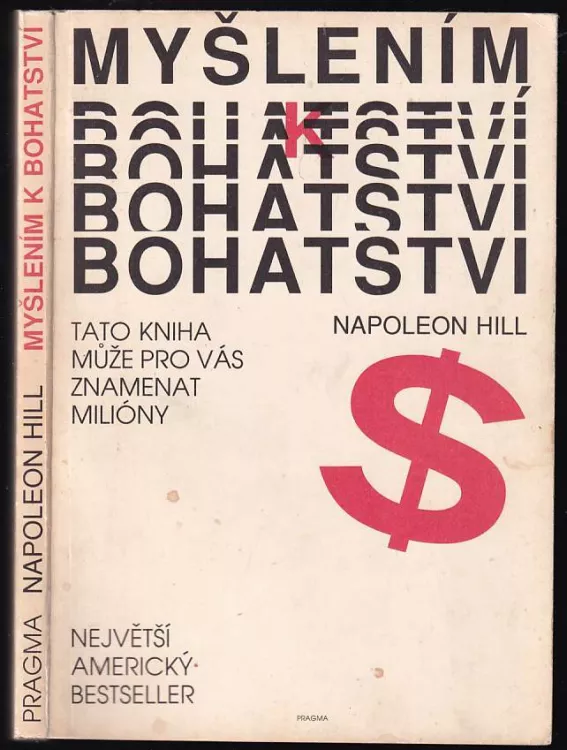 MYŠLENÍM
K
BOHATSTVÍ
BOHATSTVÍ
BOHATSTVÍ
BOHATSTVÍ
TATO KNIHA
MŮŽE PRO VÁS
ZNAMENAT
MILIÓNY
NAPOLEON HILL
$
NEJVĚTŠÍ
AMERICKÝ
BESTSELLER
PRAGMA
PRAGMA NAPOLEON HILL MYŠLENÍM K BOHATSTVÍ